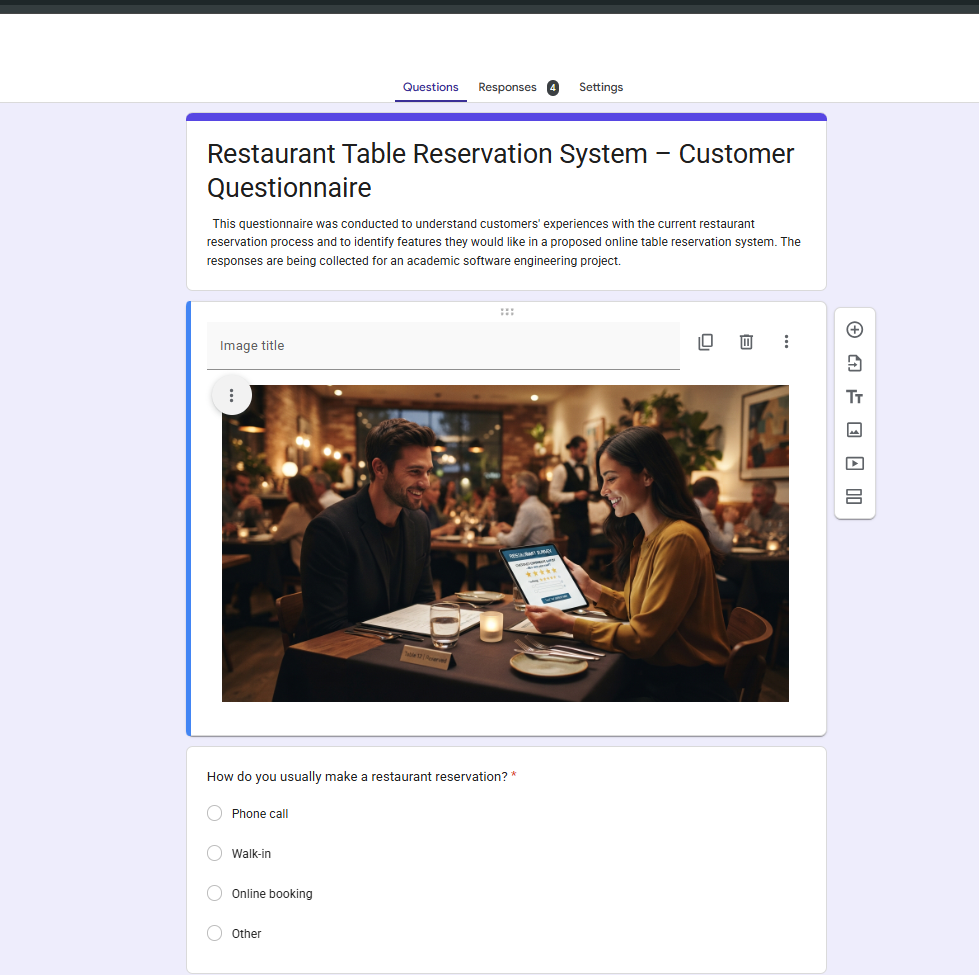 Questions Responses 4 Settings
Restaurant Table Reservation System – Customer
Questionnaire
This questionnaire was conducted to understand customers' experiences with the current restaurant
reservation process and to identify features they would like in a proposed online table reservation system. The
responses are being collected for an academic software engineering project.
Image title
Tт
RESTAURANT SURVEY
How do you usually make a restaurant reservation? *
Phone call
Walk-in
Online booking
Other